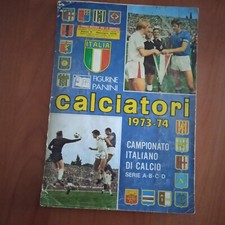 ITALIA
FIGURINE
PANINI
calciatori
1973-74
CAMPIONATO
ITALIANO
DI CALCIO
SERIE A-B-C-D